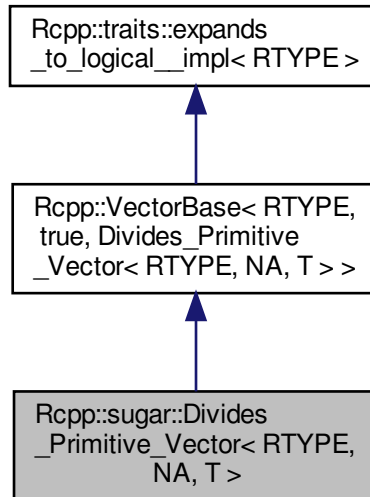 Rcpp::traits::expands
_to_logical__impl< RTYPE >
Rcpp::VectorBase< RTYPE,
true, Divides_Primitive
_Vector< RTYPE, NA, T > >
Rcpp::sugar::Divides
_Primitive_Vector< RTYPE,
NA, T >